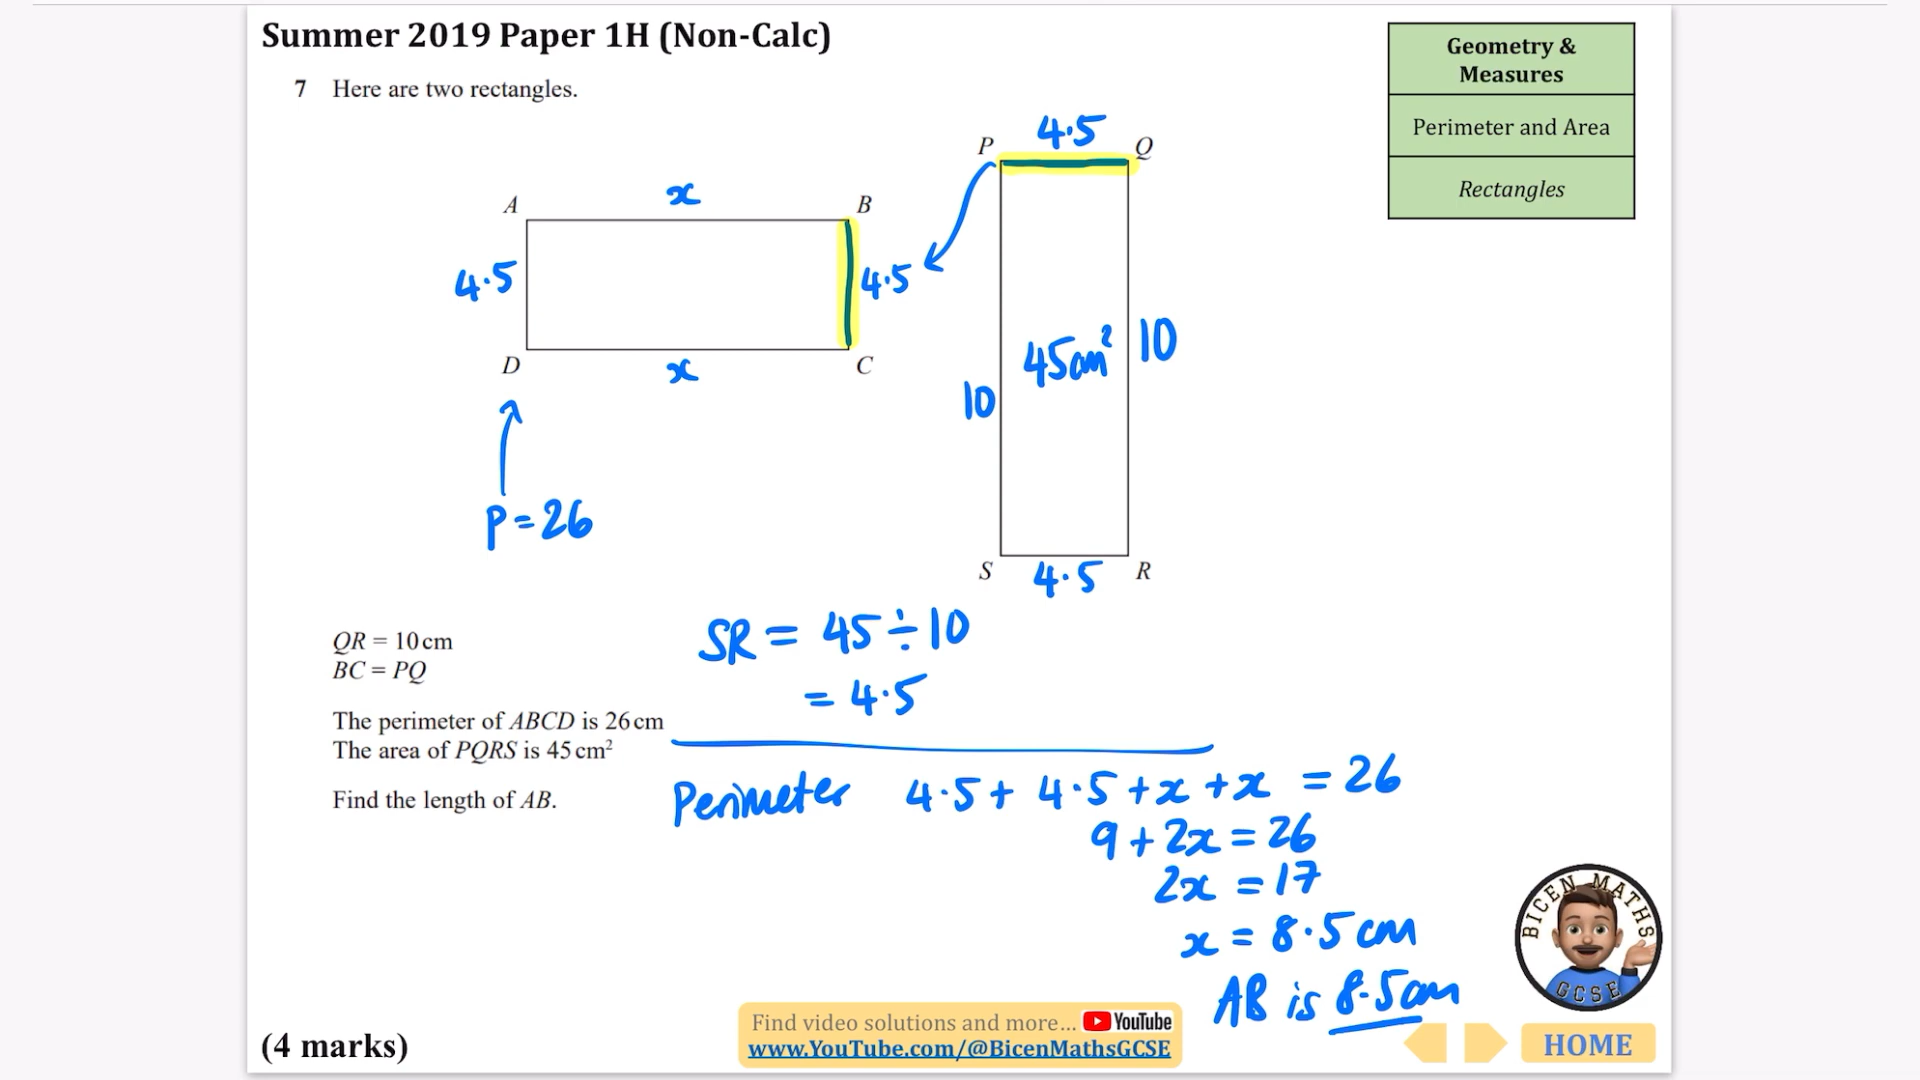 Summer 2019 Paper 1H (Non-Calc)
Geometry &
Measures
Perimeter and Area
Rectangles
7 Here are two rectangles.
4.5
P Q
A x B
4.5 4.5
D x C
45cm² 10
10
P=26
S 4.5 R
QR = 10 cm
BC = PQ
SR = 45 ÷ 10
= 4.5
The perimeter of ABCD is 26 cm
The area of PQRS is 45 cm²
Find the length of AB.
Perimeter 4.5 + 4.5 + x + x = 26
9 + 2x = 26
2x = 17
x = 8.5 cm
AB is 8.5cm
BICEN MATHS
GCSE
(4 marks)
Find video solutions and more... YouTube
www.YouTube.com/@BicenMathsGCSE
HOME